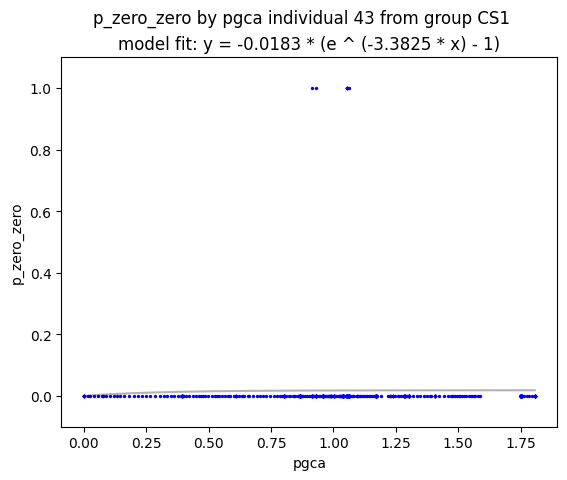 p_zero_zero by pgca individual 43 from group CS1
model fit: y = -0.0183 * (e ^ (-3.3825 * x) - 1)
1.0
0.8
0.6
0.4
0.2
0.0
p_zero_zero
0.00 0.25 0.50 0.75 1.00 1.25 1.50 1.75
pgca